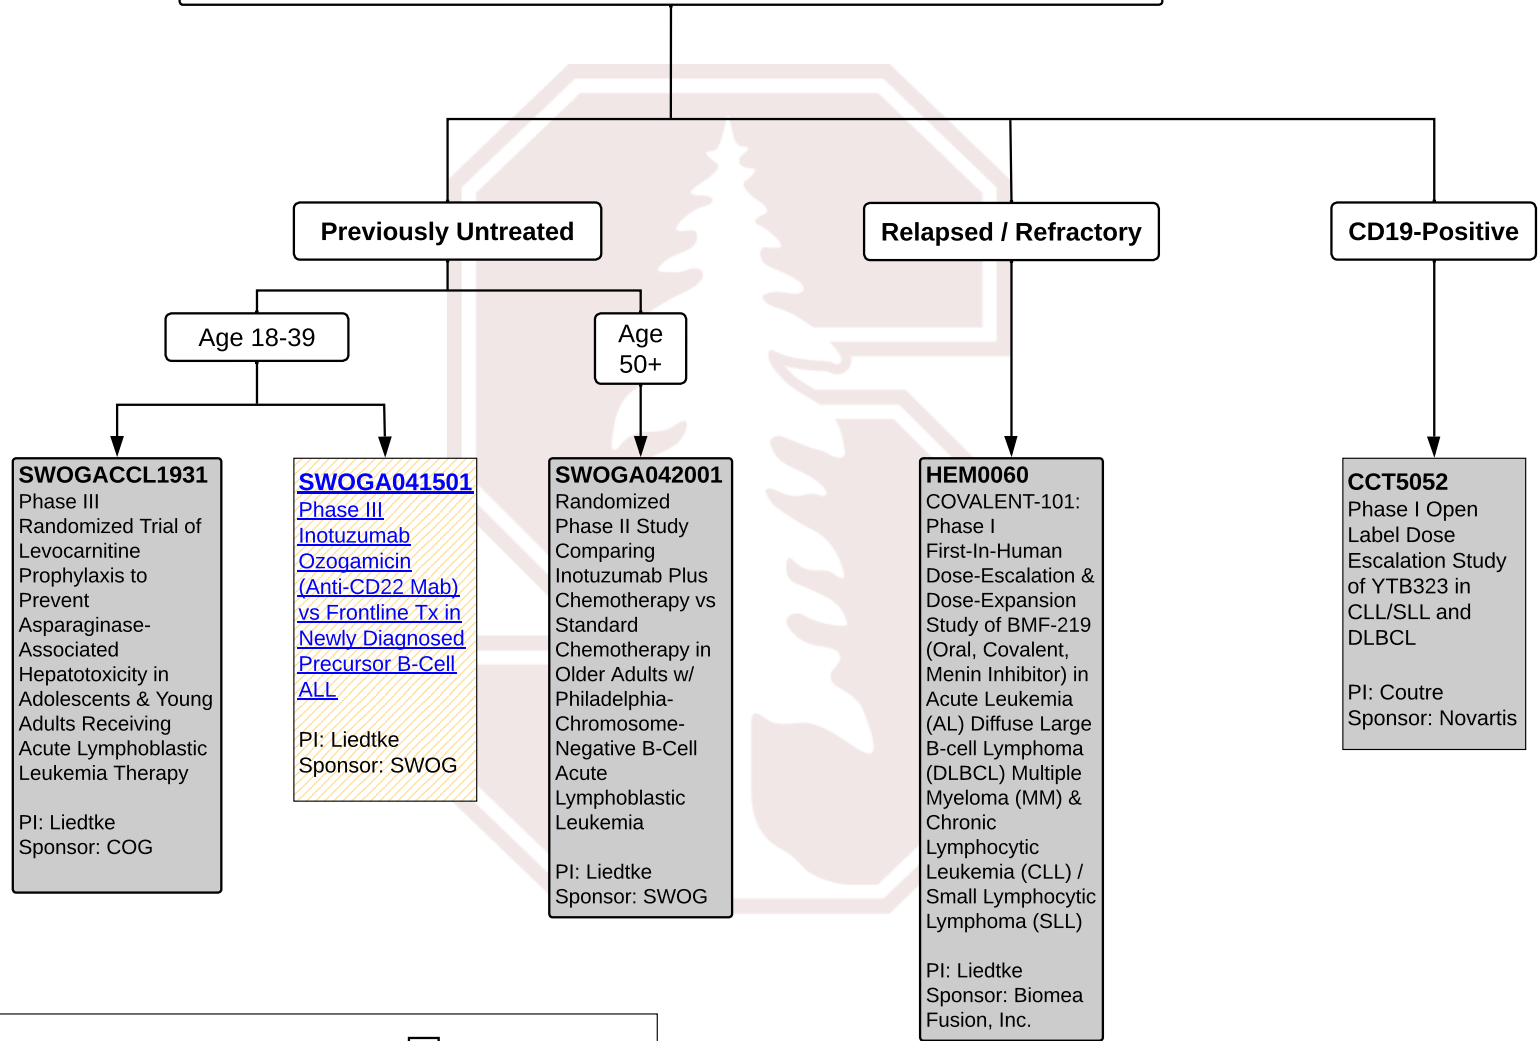 Previously Untreated
Relapsed / Refractory
CD19-Positive
Age 18-39
Age
50+
SWOGACCL1931
Phase III
Randomized Trial of
Levocarnitine
Prophylaxis to
Prevent
Asparaginase-
Associated
Hepatotoxicity in
Adolescents & Young
Adults Receiving
Acute Lymphoblastic
Leukemia Therapy
PI: Liedtke
Sponsor: COG
SWOGA041501
Phase III
Inotuzumab
Ozogamicin
(Anti-CD22 Mab)
vs Frontline Tx in
Newly Diagnosed
Precursor B-Cell
ALL
PI: Liedtke
Sponsor: SWOG
SWOGA042001
Randomized
Phase II Study
Comparing
Inotuzumab Plus
Chemotherapy vs
Standard
Chemotherapy in
Older Adults w/
Philadelphia-
Chromosome-
Negative B-Cell
Acute
Lymphoblastic
Leukemia
PI: Liedtke
Sponsor: SWOG
HEM0060
COVALENT-101:
Phase I
First-In-Human
Dose-Escalation &
Dose-Expansion
Study of BMF-219
(Oral, Covalent,
Menin Inhibitor) in
Acute Leukemia
(AL) Diffuse Large
B-cell Lymphoma
(DLBCL) Multiple
Myeloma (MM) &
Chronic
Lymphocytic
Leukemia (CLL) /
Small Lymphocytic
Lymphoma (SLL)
PI: Liedtke
Sponsor: Biomea
Fusion, Inc.
CCT5052
Phase I Open
Label Dose
Escalation Study
of YTB323 in
CLL/SLL and
DLBCL
PI: Coutre
Sponsor: Novartis